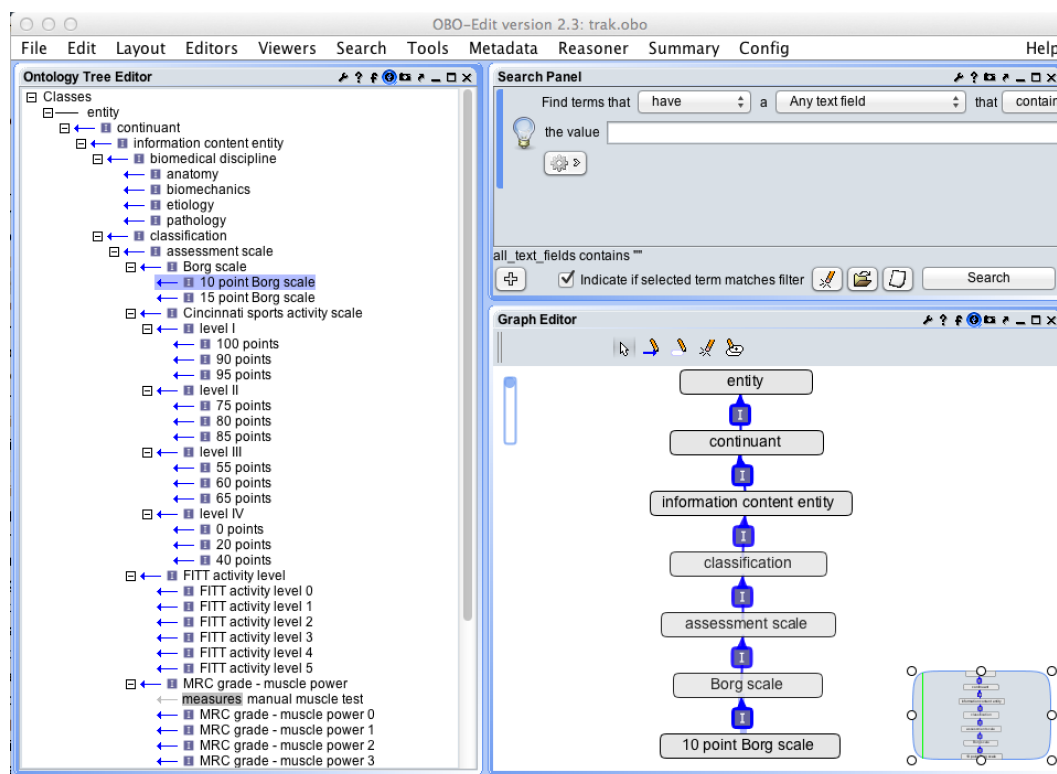 OBO-Edit version 2.3: trak.obo
File Edit Layout Editors Viewers Search Tools Metadata Reasoner Summary Config Help
Ontology Tree Editor
Classes
entity
continuant
information content entity
biomedical discipline
anatomy
biomechanics
etiology
pathology
classification
assessment scale
Borg scale
10 point Borg scale
15 point Borg scale
Cincinnati sports activity scale
level I
100 points
90 points
95 points
level II
75 points
80 points
85 points
level III
55 points
60 points
65 points
level IV
0 points
20 points
40 points
FITT activity level
FITT activity level 0
FITT activity level 1
FITT activity level 2
FITT activity level 3
FITT activity level 4
FITT activity level 5
MRC grade - muscle power
measures manual muscle test
MRC grade - muscle power 0
MRC grade - muscle power 1
MRC grade - muscle power 2
MRC grade - muscle power 3
Search Panel
Find terms that have a Any text field that contain
the value
all_text_fields contains ""
Indicate if selected term matches filter Search
Graph Editor
entity
I
continuant
I
information content entity
I
classification
I
assessment scale
I
Borg scale
I
10 point Borg scale